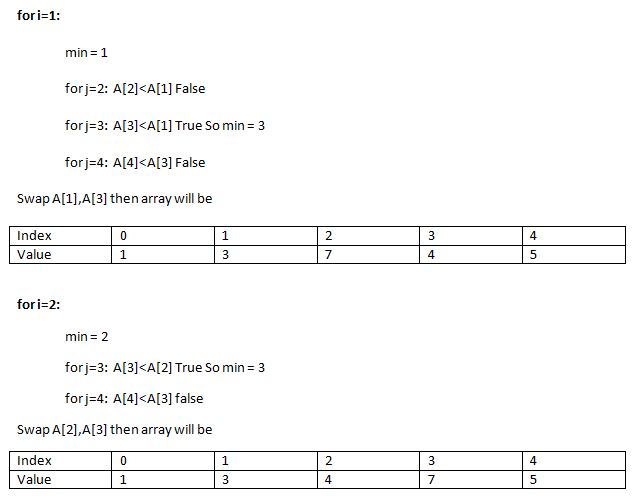 for i=1:
min = 1
for j=2: A[2]<A[1] False
for j=3: A[3]<A[1] True So min = 3
for j=4: A[4]<A[3] False
Swap A[1],A[3] then array will be
Index 0 1 2 3 4
Value 1 3 7 4 5
for i=2:
min = 2
for j=3: A[3]<A[2] True So min = 3
for j=4: A[4]<A[3] false
Swap A[2],A[3] then array will be
Index 0 1 2 3 4
Value 1 3 4 7 5